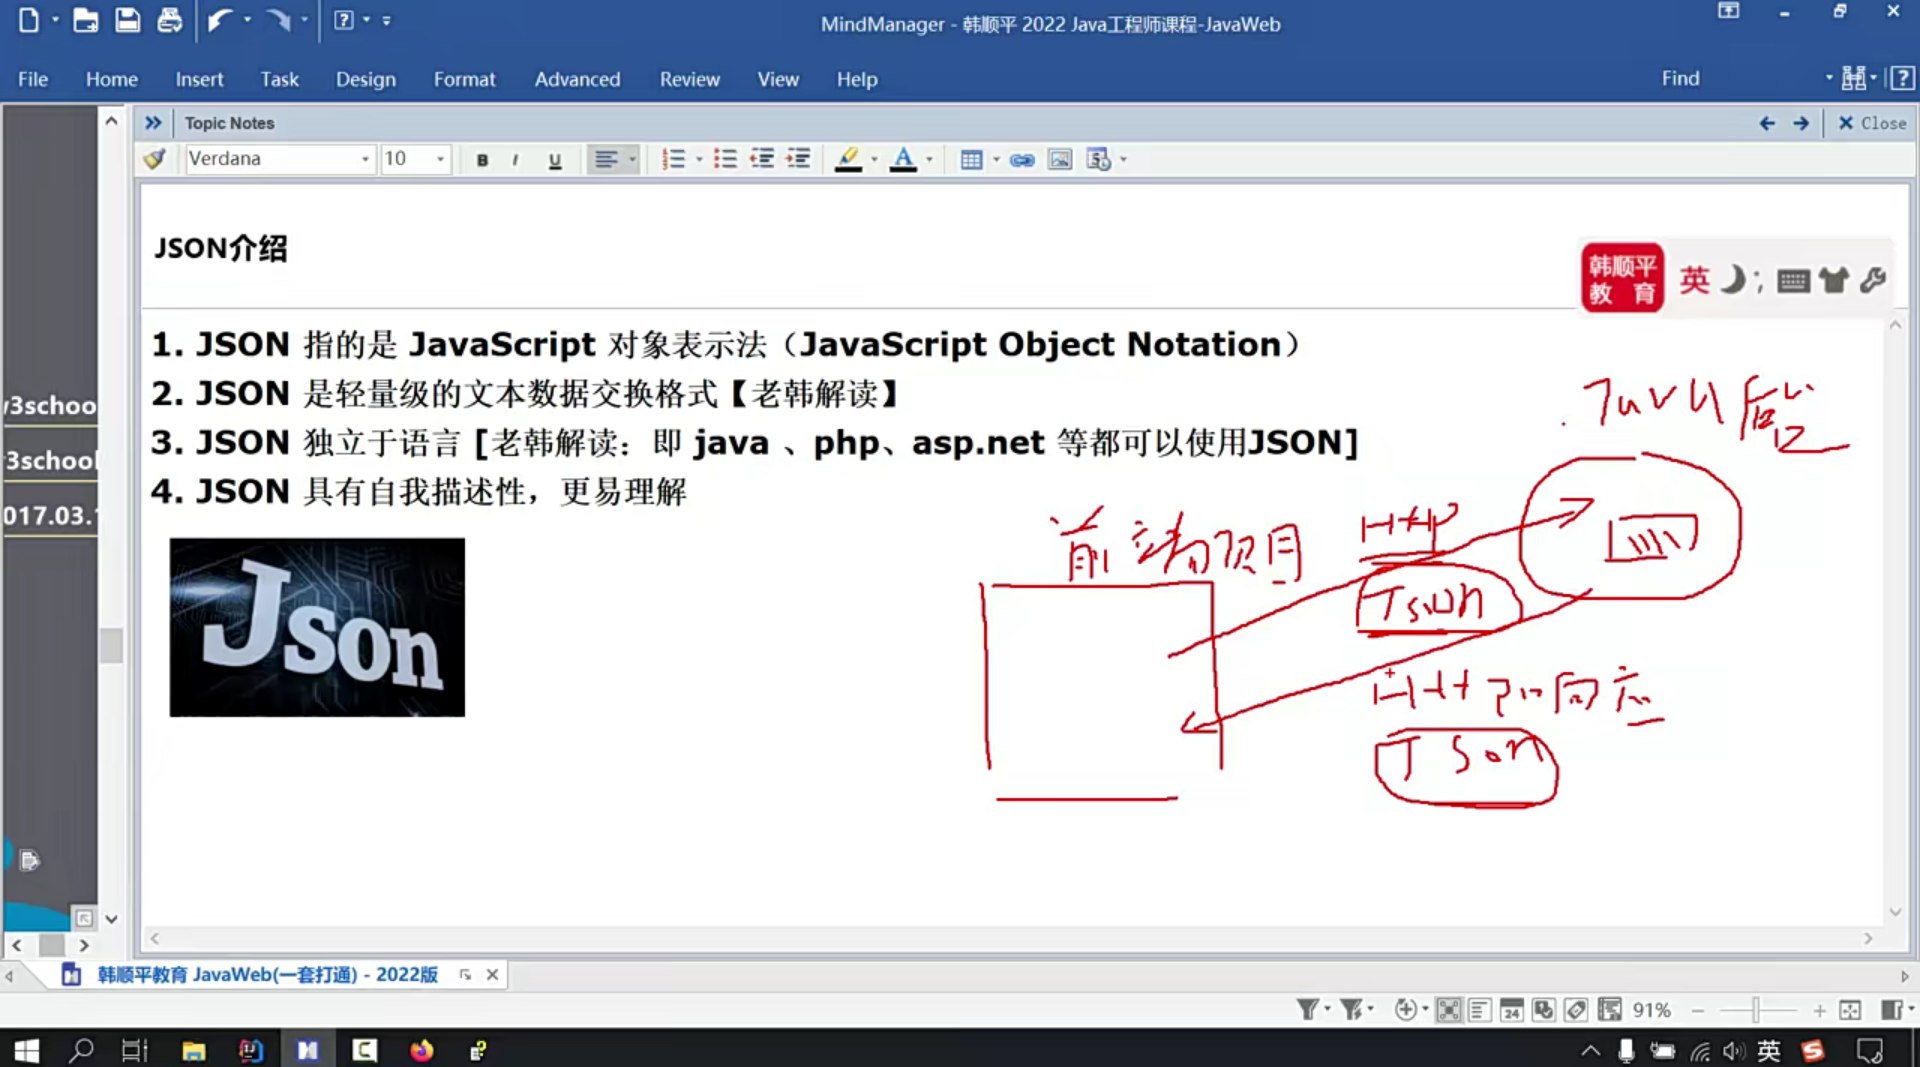 MindManager - 韩顺平 2022 Java工程师课程-JavaWeb
File Home Insert Task Design Format Advanced Review View Help Find
Topic Notes Close
Verdana 10 B I U
JSON介绍
韩顺平
教 育
英
1. JSON 指的是 JavaScript 对象表示法（JavaScript Object Notation）
2. JSON 是轻量级的文本数据交换格式【老韩解读】
3. JSON 独立于语言 [老韩解读：即 java 、php、asp.net 等都可以使用JSON]
4. JSON 具有自我描述性，更易理解
3schoo
3school
017.03.
Json
前端项目
Http
Json
Java后
Json
韩顺平教育 JavaWeb(一套打通) - 2022版
24
91%
英